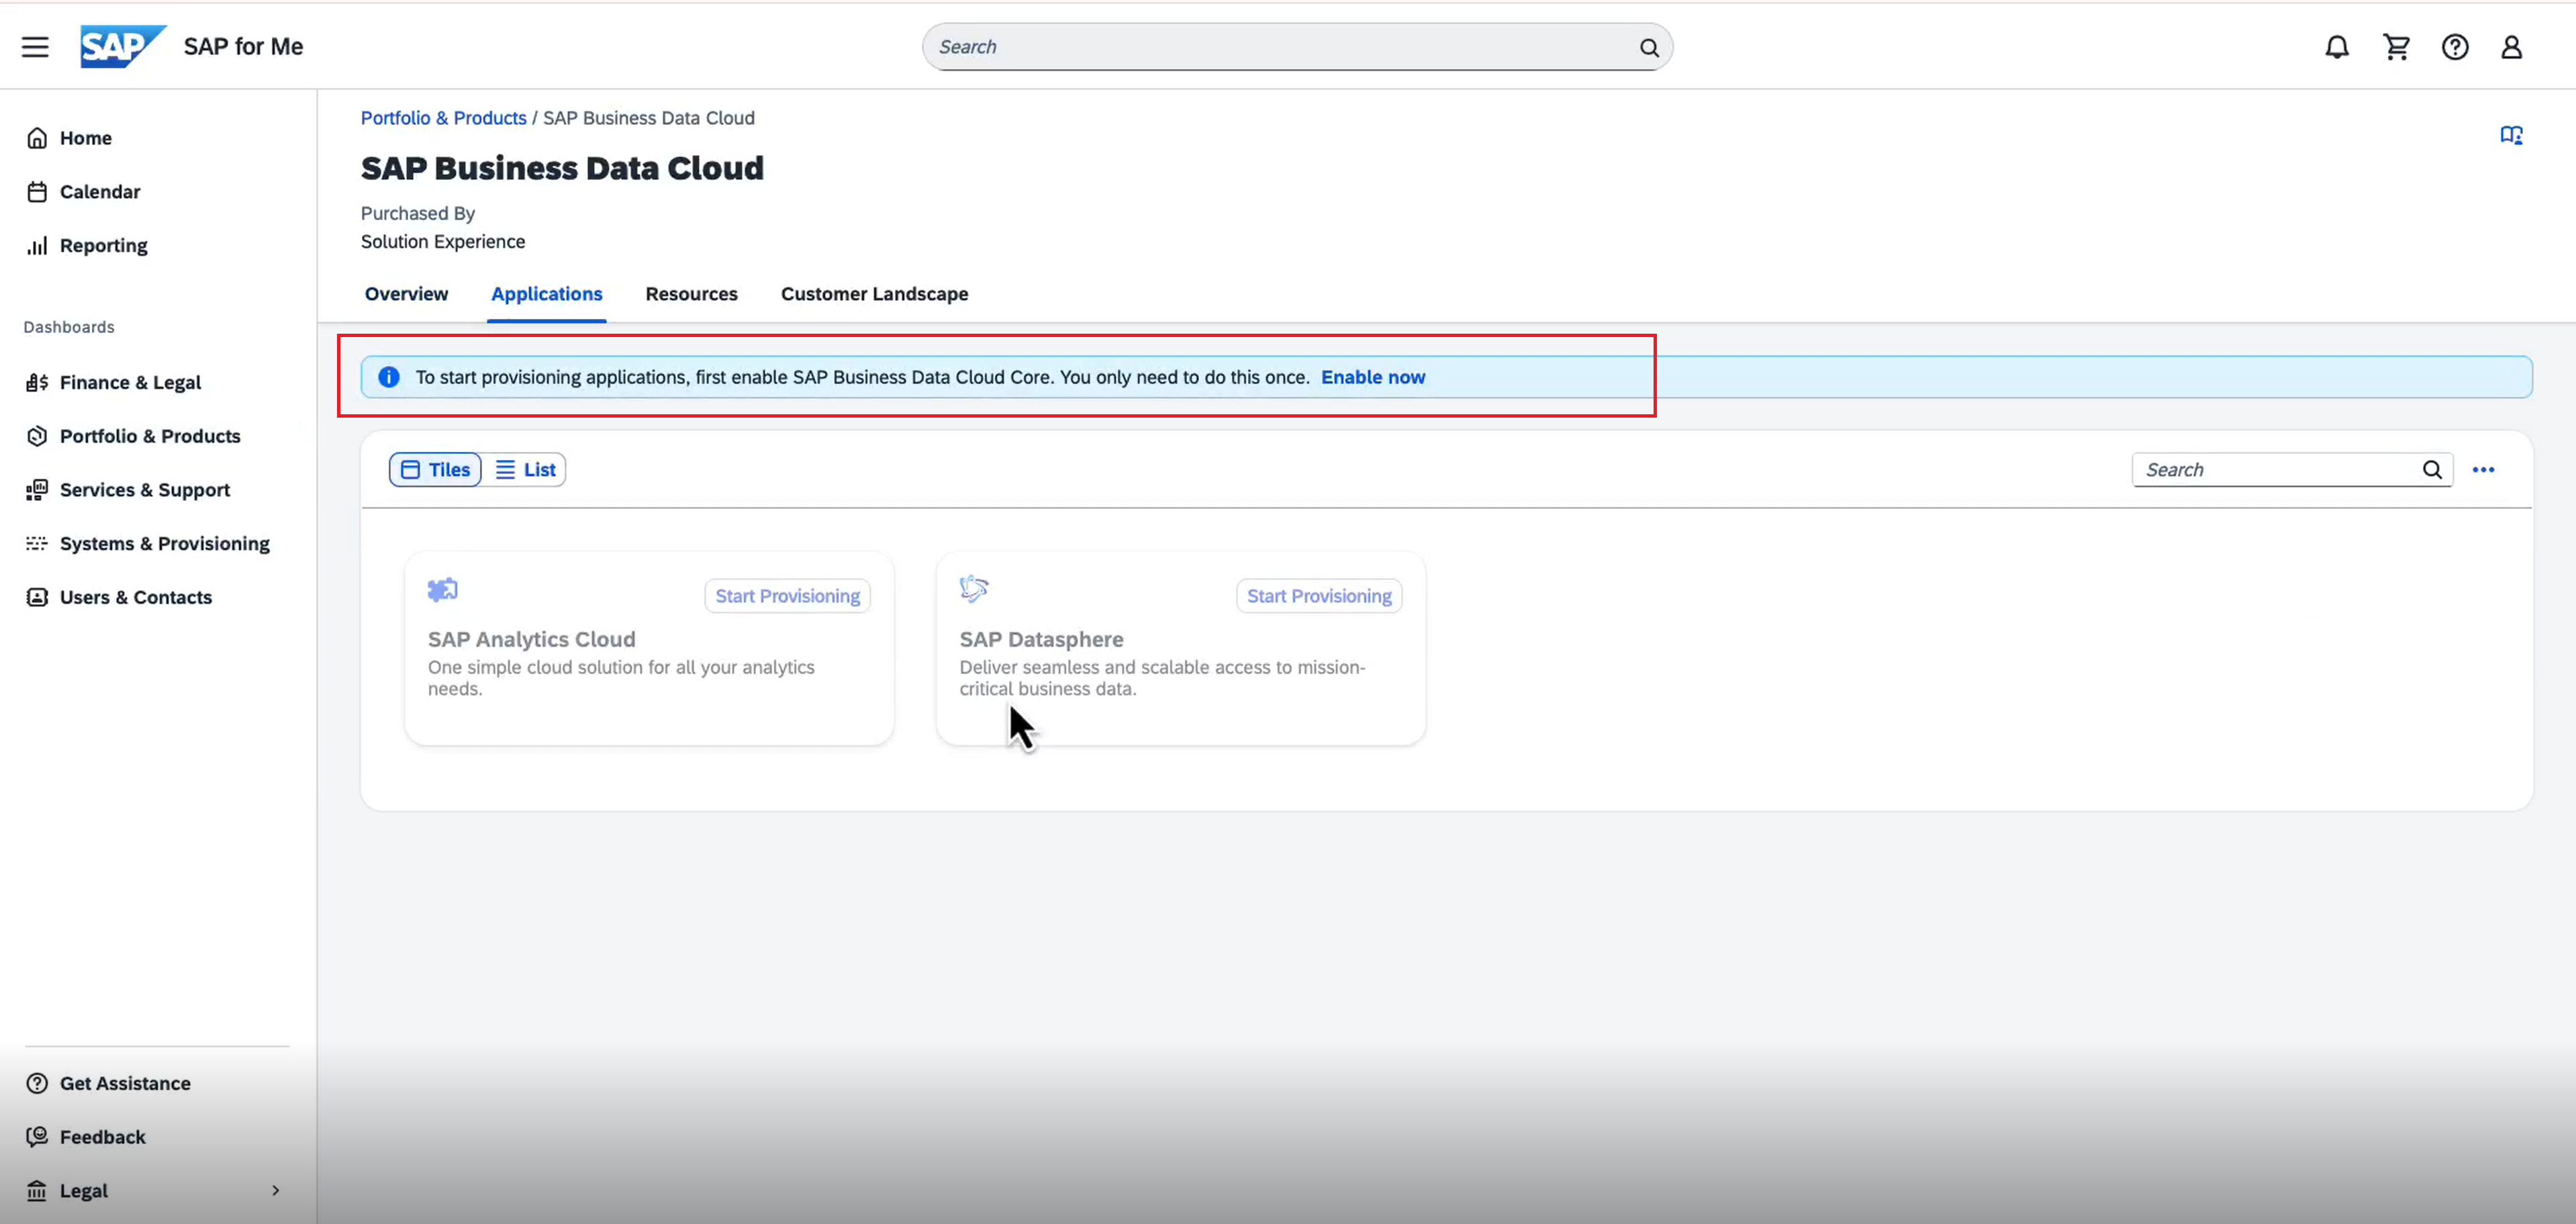 SAP SAP for Me
Search
Home
Calendar
Reporting
Dashboards
Finance & Legal
Portfolio & Products
Services & Support
Systems & Provisioning
Users & Contacts
Get Assistance
Feedback
Legal
Portfolio & Products / SAP Business Data Cloud
SAP Business Data Cloud
Purchased By
Solution Experience
Overview Applications Resources Customer Landscape
To start provisioning applications, first enable SAP Business Data Cloud Core. You only need to do this once. Enable now
Tiles List
Search
Start Provisioning
SAP Analytics Cloud
One simple cloud solution for all your analytics
needs.
Start Provisioning
SAP Datasphere
Deliver seamless and scalable access to mission-
critical business data.